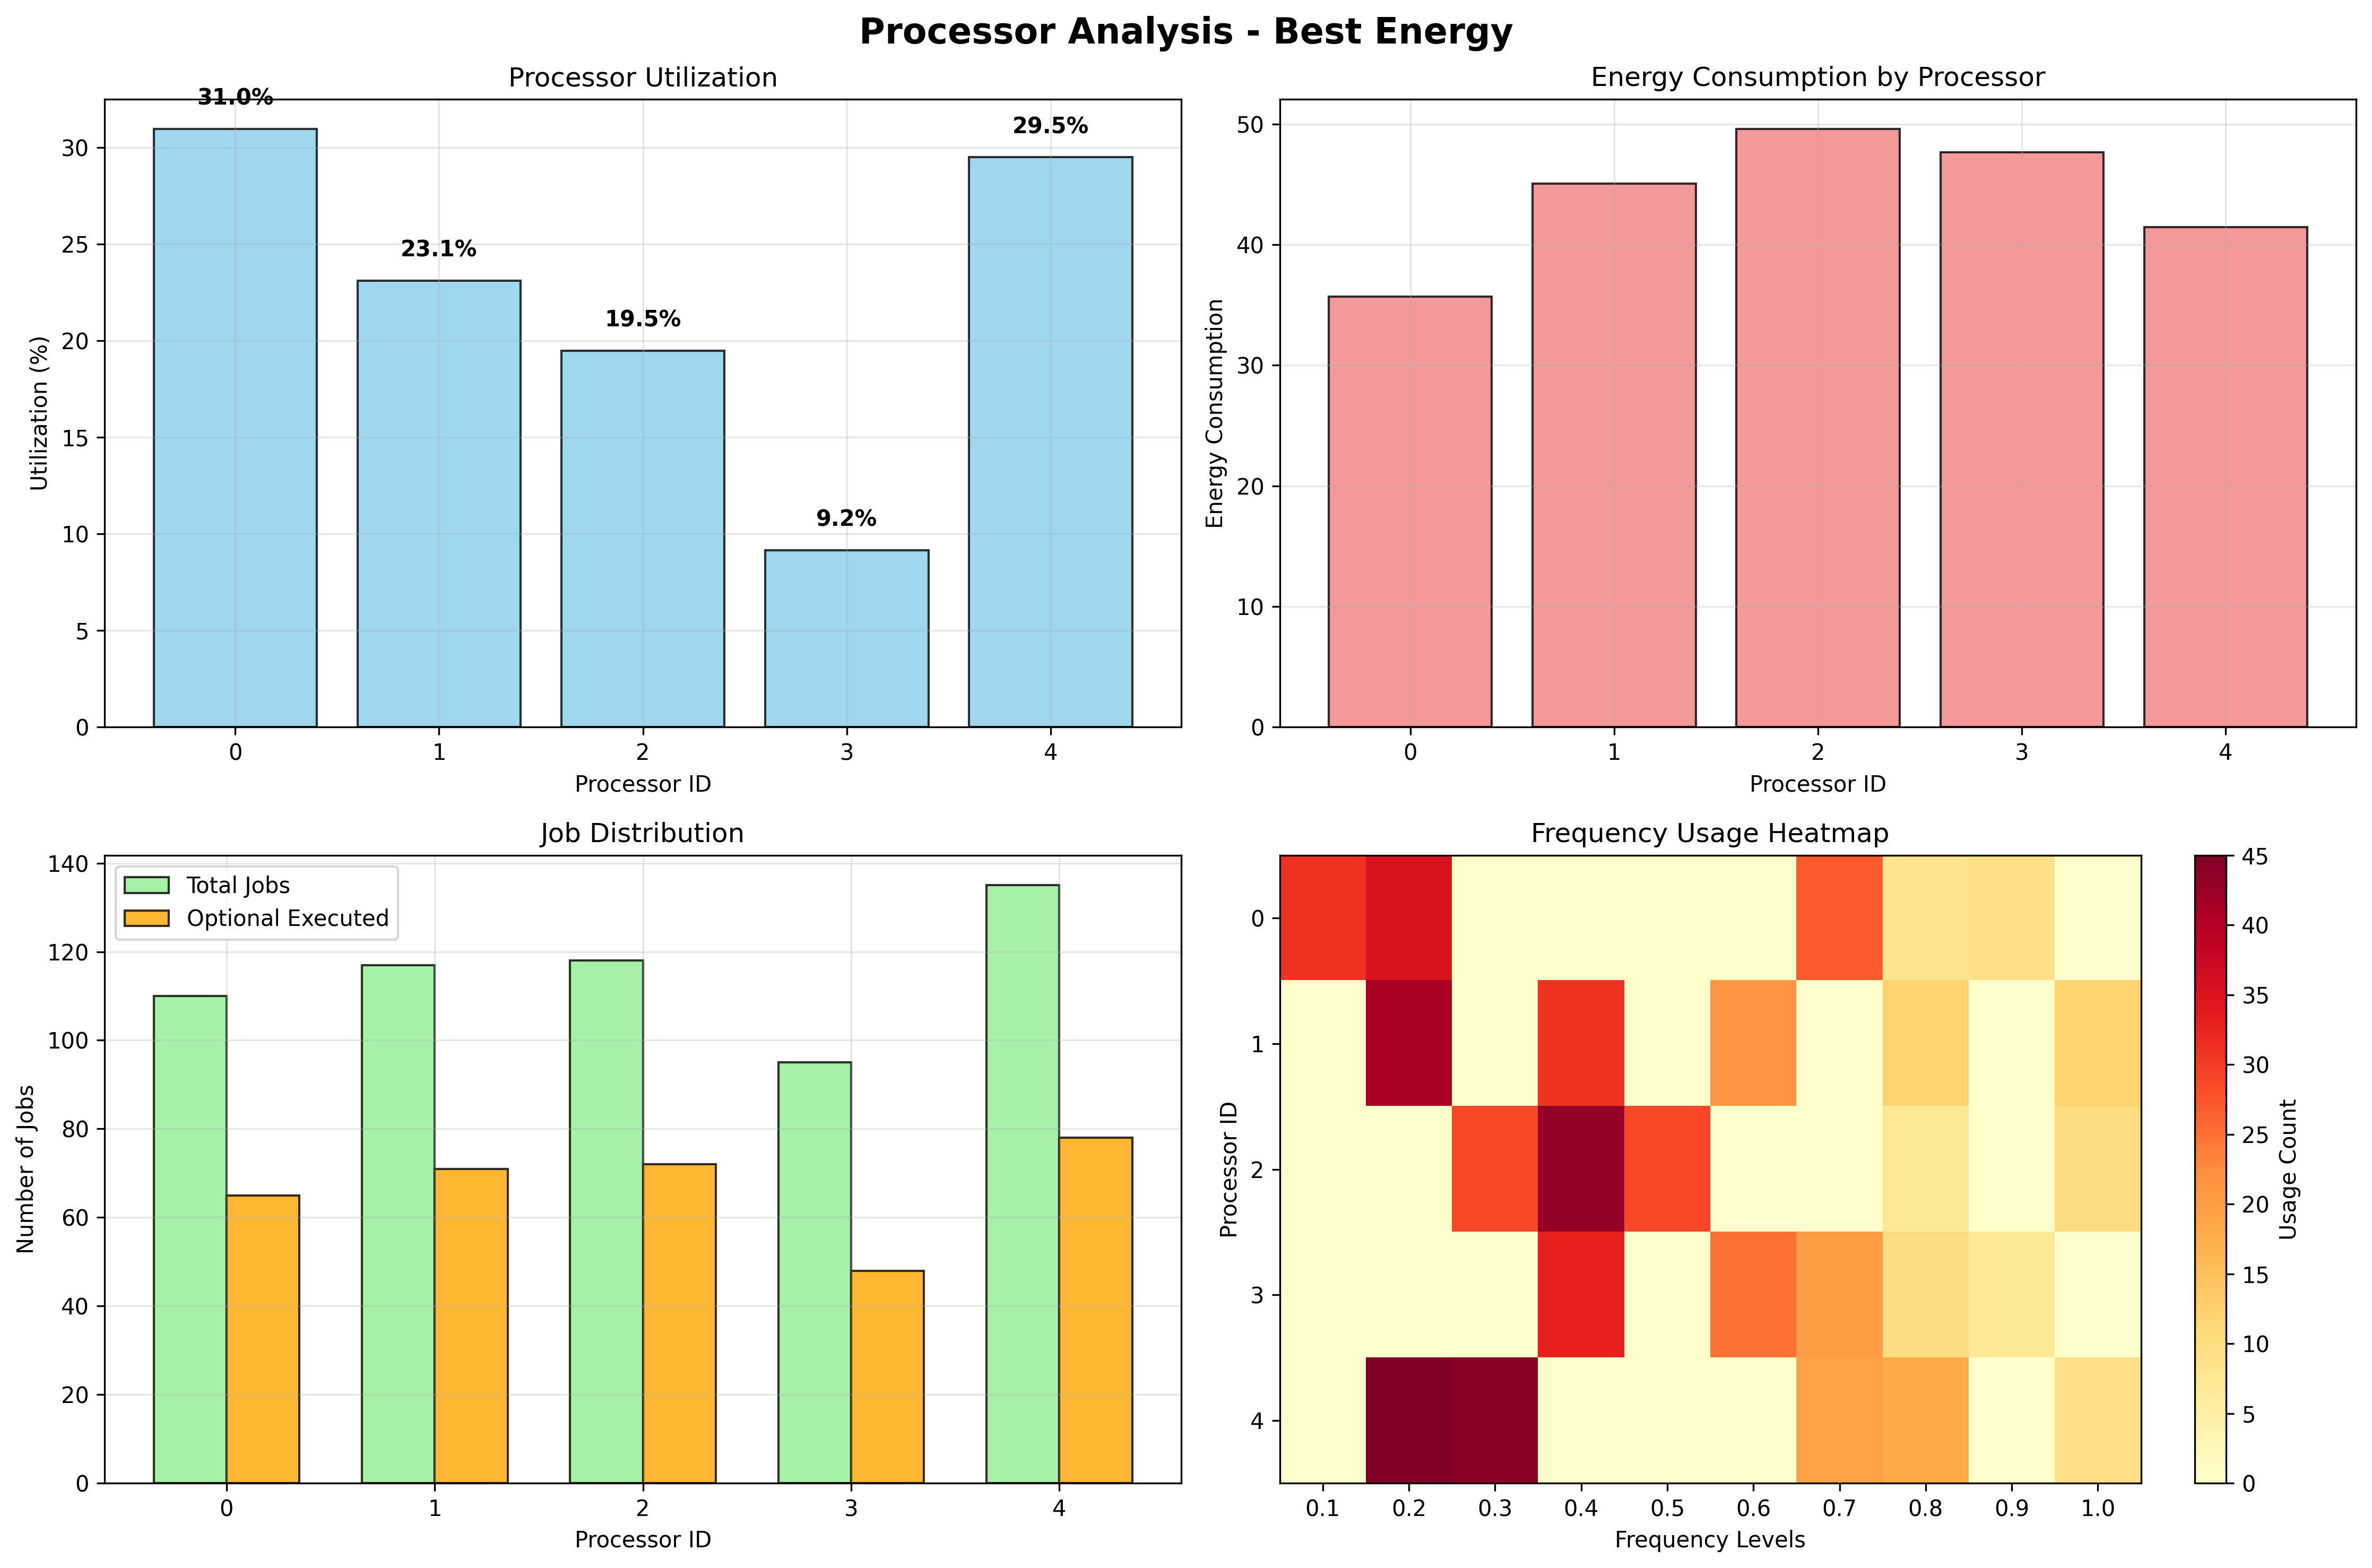 Processor Analysis - Best Energy
Processor Utilization
31.0%
23.1%
19.5%
9.2%
29.5%
30
25
20
15
10
5
0
Utilization (%)
0 1 2 3 4
Processor ID
Energy Consumption by Processor
50
40
30
20
10
0
Energy Consumption
0 1 2 3 4
Processor ID
Job Distribution
Total Jobs
Optional Executed
140
120
100
80
60
40
20
0
Number of Jobs
0 1 2 3 4
Processor ID
Frequency Usage Heatmap
0
1
2
3
4
Processor ID
0.1 0.2 0.3 0.4 0.5 0.6 0.7 0.8 0.9 1.0
Frequency Levels
45
40
35
30
25
20
15
10
5
0
Usage Count